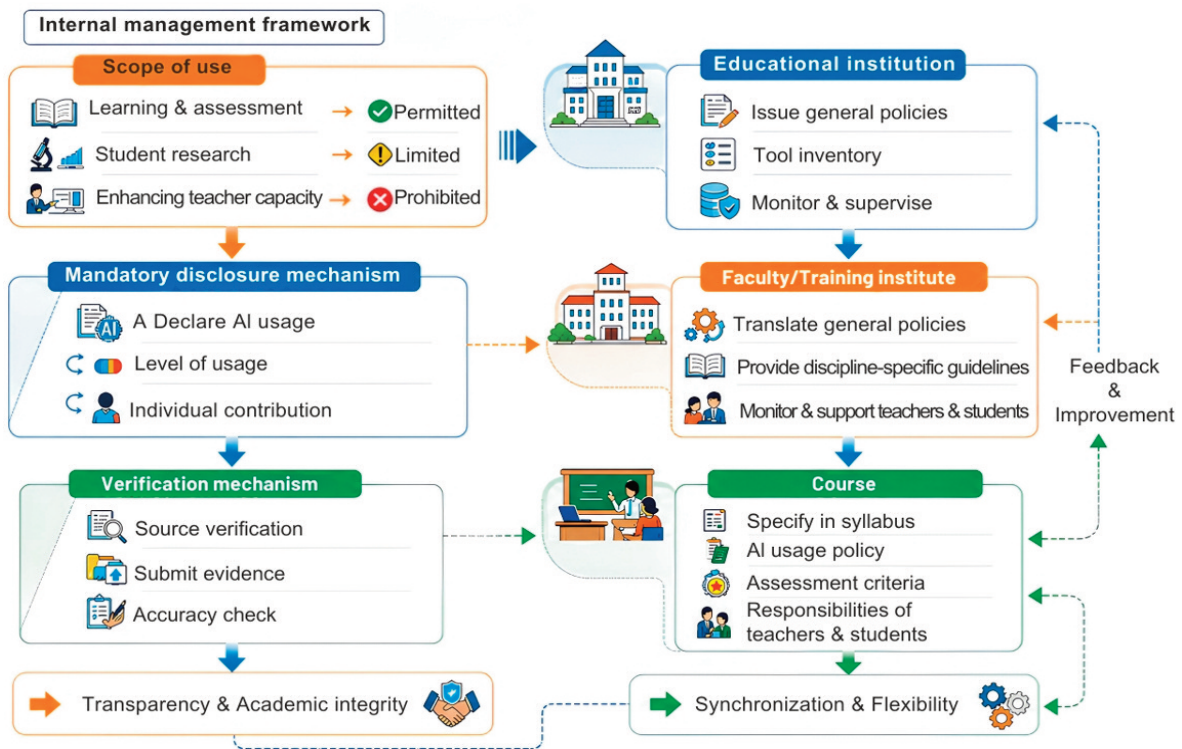 Internal management framework
Scope of use
Learning & assessment
Permitted
Student research
Limited
Enhancing teacher capacity
Prohibited
Mandatory disclosure mechanism
AI
A Declare AI usage
Level of usage
Individual contribution
Verification mechanism
Source verification
Submit evidence
Accuracy check
Transparency & Academic integrity
Educational institution
Issue general policies
Tool inventory
Monitor & supervise
Faculty/Training institute
Translate general policies
Provide discipline-specific guidelines
Monitor & support teachers & students
Course
Specify in syllabus
AI usage policy
Assessment criteria
Responsibilities of
teachers & students
Synchronization & Flexibility
Feedback
&
Improvement